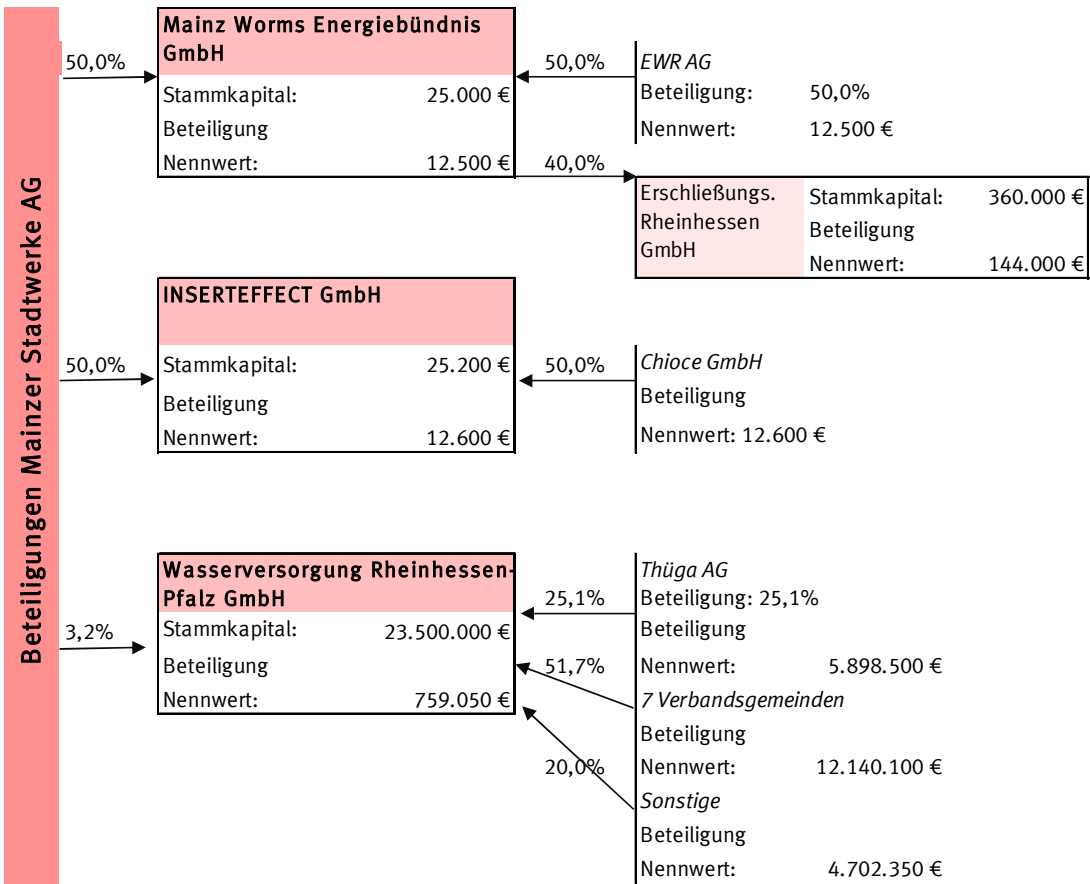 Beteiligungen Mainzer Stadtwerke AG
50,0%
Mainz Worms Energiebündnis
GmbH
Stammkapital: 25.000 €
Beteiligung
Nennwert: 12.500 €
50,0%
EWR AG
Beteiligung: 50,0%
Nennwert: 12.500 €
40,0%
Erschließungs.
Rheinhessen
GmbH
Stammkapital: 360.000 €
Beteiligung
Nennwert: 144.000 €
50,0%
INSERTEFFECT GmbH
Stammkapital: 25.200 €
Beteiligung
Nennwert: 12.600 €
50,0%
Chioce GmbH
Beteiligung
Nennwert: 12.600 €
3,2%
Wasserversorgung Rheinhessen-
Pfalz GmbH
Stammkapital: 23.500.000 €
Beteiligung
Nennwert: 759.050 €
25,1%
Thüga AG
Beteiligung: 25,1%
Beteiligung
Nennwert: 5.898.500 €
51,7%
7 Verbandsgemeinden
Beteiligung
Nennwert: 12.140.100 €
20,0%
Sonstige
Beteiligung
Nennwert: 4.702.350 €